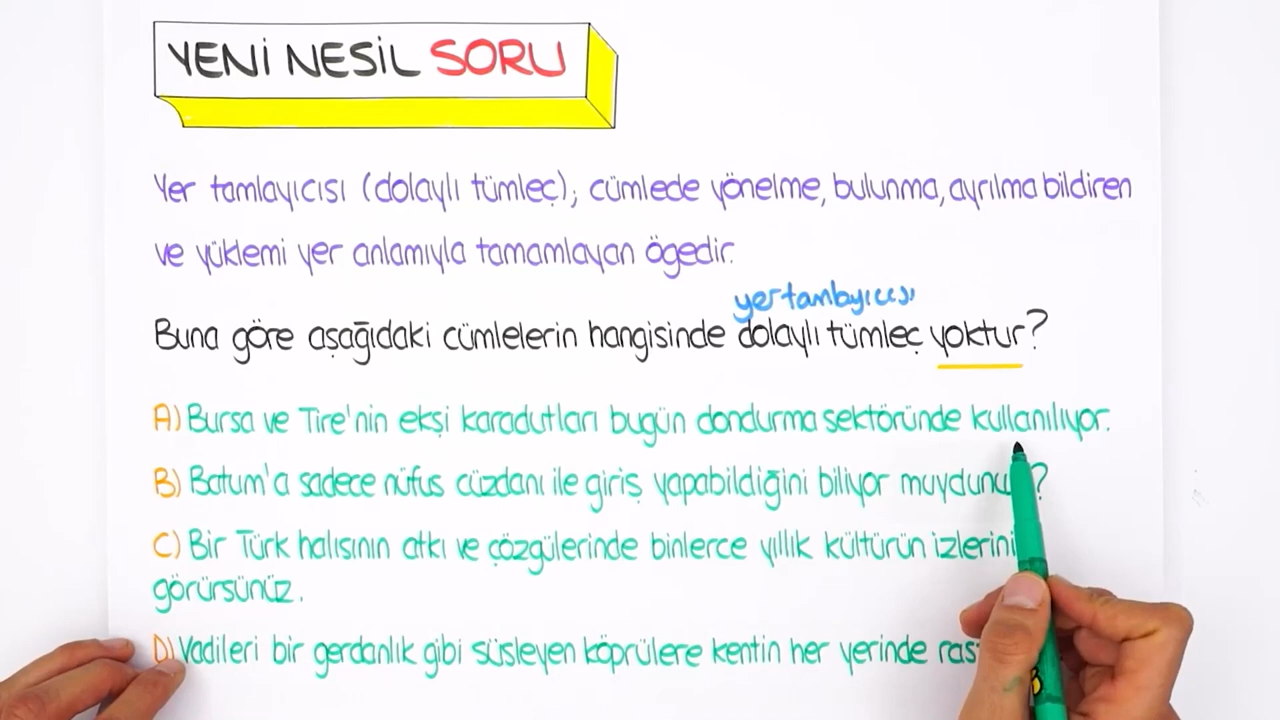 YENİ NESİL SORU
Yer tamlayıcısı (dolaylı tümleç); cümlede yönelme, bulunma, ayrılma bildiren
ve yüklemi yer anlamıyla tamamlayan ögedir.
yer tamlayıcısı
Buna göre aşağıdaki cümlelerin hangisinde dolaylı tümleç yoktur?
A) Bursa ve Tire'nin ekşi karadutları bugün dondurma sektöründe kullanılıyor.
B) Batum'a sadece nüfus cüzdanı ile giriş yapabildiğini biliyor ?
C) Bir Türk halısının atkı ve çözgülerinde binlerce yıllık kültürün izlerini
görürsünüz.
D) Vadileri bir gerdanlık gibi süsleyen köprülere kentin her yerinde